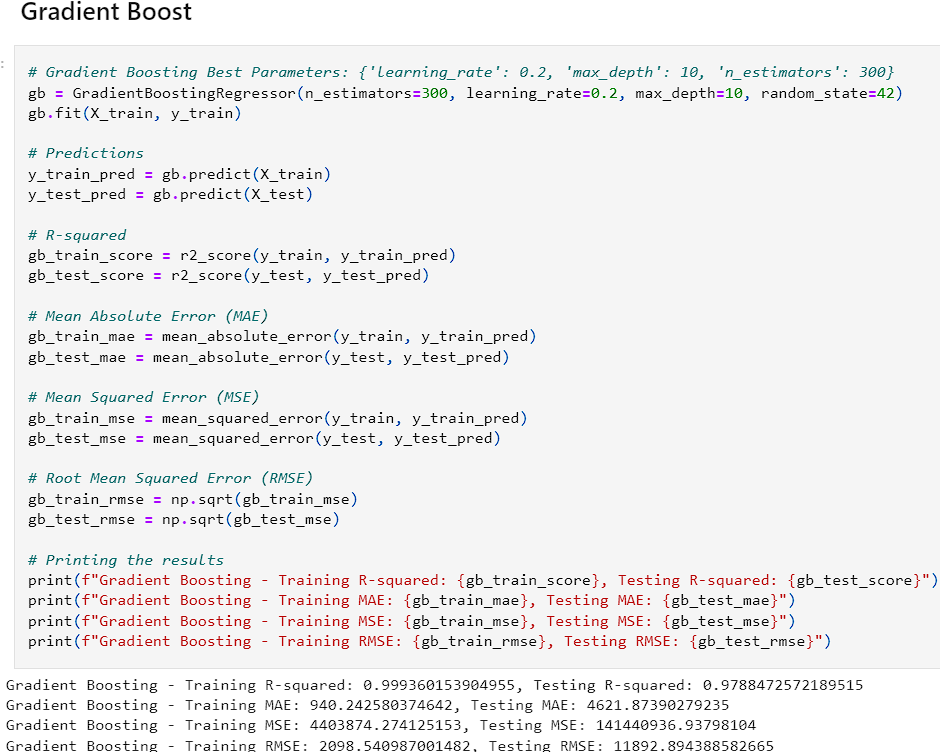 Gradient Boost
:
# Gradient Boosting Best Parameters: {'learning_rate': 0.2, 'max_depth': 10, 'n_estimators': 300}
gb = GradientBoostingRegressor(n_estimators=300, learning_rate=0.2, max_depth=10, random_state=42)
gb.fit(X_train, y_train)
# Predictions
y_train_pred = gb.predict(X_train)
y_test_pred = gb.predict(X_test)
# R-squared
gb_train_score = r2_score(y_train, y_train_pred)
gb_test_score = r2_score(y_test, y_test_pred)
# Mean Absolute Error (MAE)
gb_train_mae = mean_absolute_error(y_train, y_train_pred)
gb_test_mae = mean_absolute_error(y_test, y_test_pred)
# Mean Squared Error (MSE)
gb_train_mse = mean_squared_error(y_train, y_train_pred)
gb_test_mse = mean_squared_error(y_test, y_test_pred)
# Root Mean Squared Error (RMSE)
gb_train_rmse = np.sqrt(gb_train_mse)
gb_test_rmse = np.sqrt(gb_test_mse)
# Printing the results
print(f"Gradient Boosting - Training R-squared: {gb_train_score}, Testing R-squared: {gb_test_score}")
print(f"Gradient Boosting - Training MAE: {gb_train_mae}, Testing MAE: {gb_test_mae}")
print(f"Gradient Boosting - Training MSE: {gb_train_mse}, Testing MSE: {gb_test_mse}")
print(f"Gradient Boosting - Training RMSE: {gb_train_rmse}, Testing RMSE: {gb_test_rmse}")
Gradient Boosting - Training R-squared: 0.999360153904955, Testing R-squared: 0.9788472572189515
Gradient Boosting - Training MAE: 940.242580374642, Testing MAE: 4621.87390279235
Gradient Boosting - Training MSE: 4403874.274125153, Testing MSE: 141440936.93798104
Gradient Boosting - Training RMSE: 2098.540987001482, Testing RMSE: 11892.894388582665